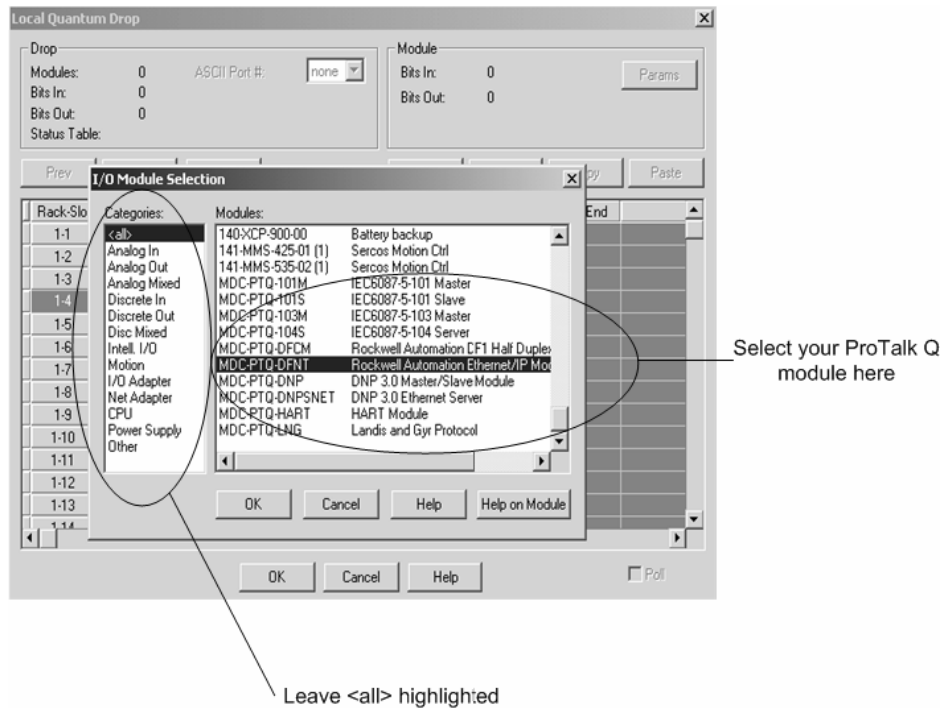 Local Quantum Drop
Drop
Modules: 0 ASCII Port #: none
Bits In: 0
Bits Out: 0
Status Table:
Module
Bits In: 0
Bits Out: 0
Params
Prev
Paste
Rack-Slo
End
1-1
1-2
1-3
1-4
1-5
1-6
1-7
1-8
1-9
1-10
1-11
1-12
1-13
1-14
I/O Module Selection
Categories:
<all>
Analog In
Analog Out
Analog Mixed
Discrete In
Discrete Out
Disc Mixed
Intell. I/O
Motion
I/O Adapter
Net Adapter
CPU
Power Supply
Other
Modules:
140-XCP-900-00 Battery backup
141-MMS-425-01 (1) Sercos Motion Ctrl
141-MMS-535-02 (1) Sercos Motion Ctrl
MDC-PTQ-101M IEC6087-5-101 Master
MDC-PTQ-101S IEC6087-5-101 Slave
MDC-PTQ-103M IEC6087-5-103 Master
MDC-PTQ-104S IEC6087-5-104 Server
MDC-PTQ-DFCM Rockwell Automation DF1 Half Duplex
MDC-PTQ-DFNT Rockwell Automation Ethernet/IP Mod
MDC-PTQ-DNP DNP 3.0 Master/Slave Module
MDC-PTQ-DNPSNET DNP 3.0 Ethernet Server
MDC-PTQ-HART HART Module
MDC-PTQ-LNG Landis and Gyr Protocol
OK Cancel Help Help on Module
OK Cancel Help Poll
Select your ProTalk Q
module here
Leave <all> highlighted